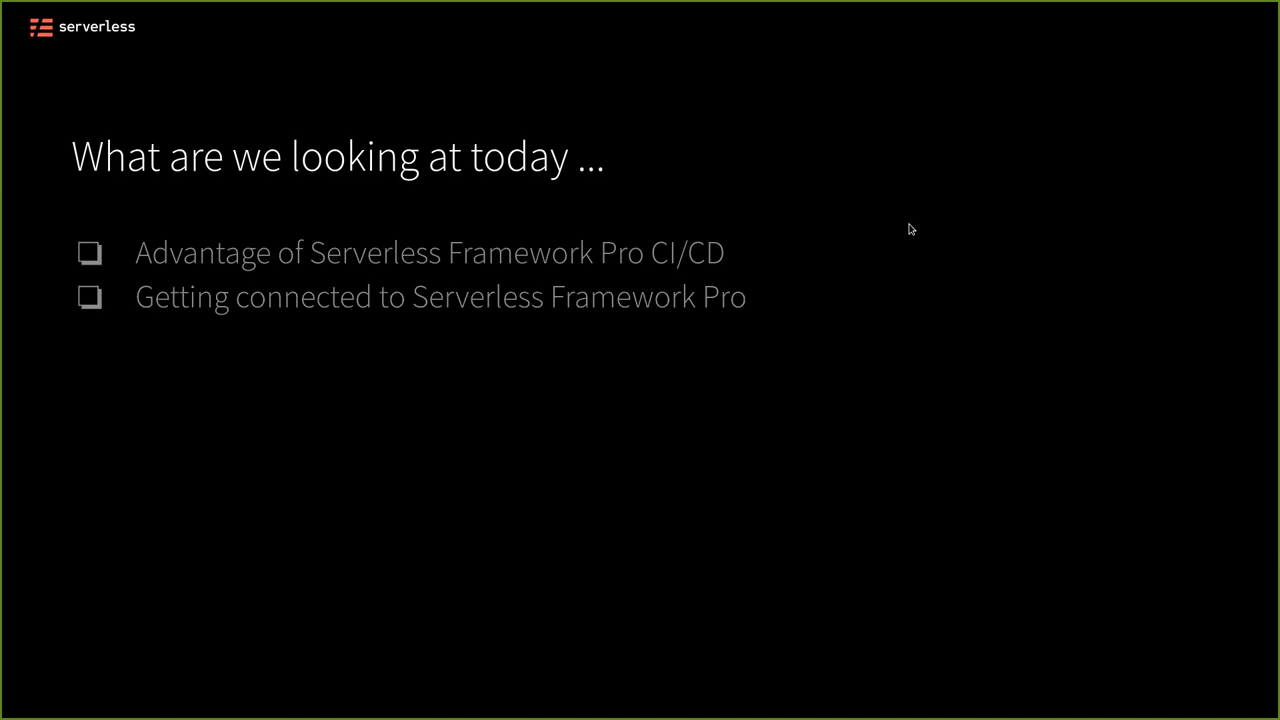 serverless
What are we looking at today ...
❏ Advantage of Serverless Framework Pro CI/CD
❏ Getting connected to Serverless Framework Pro